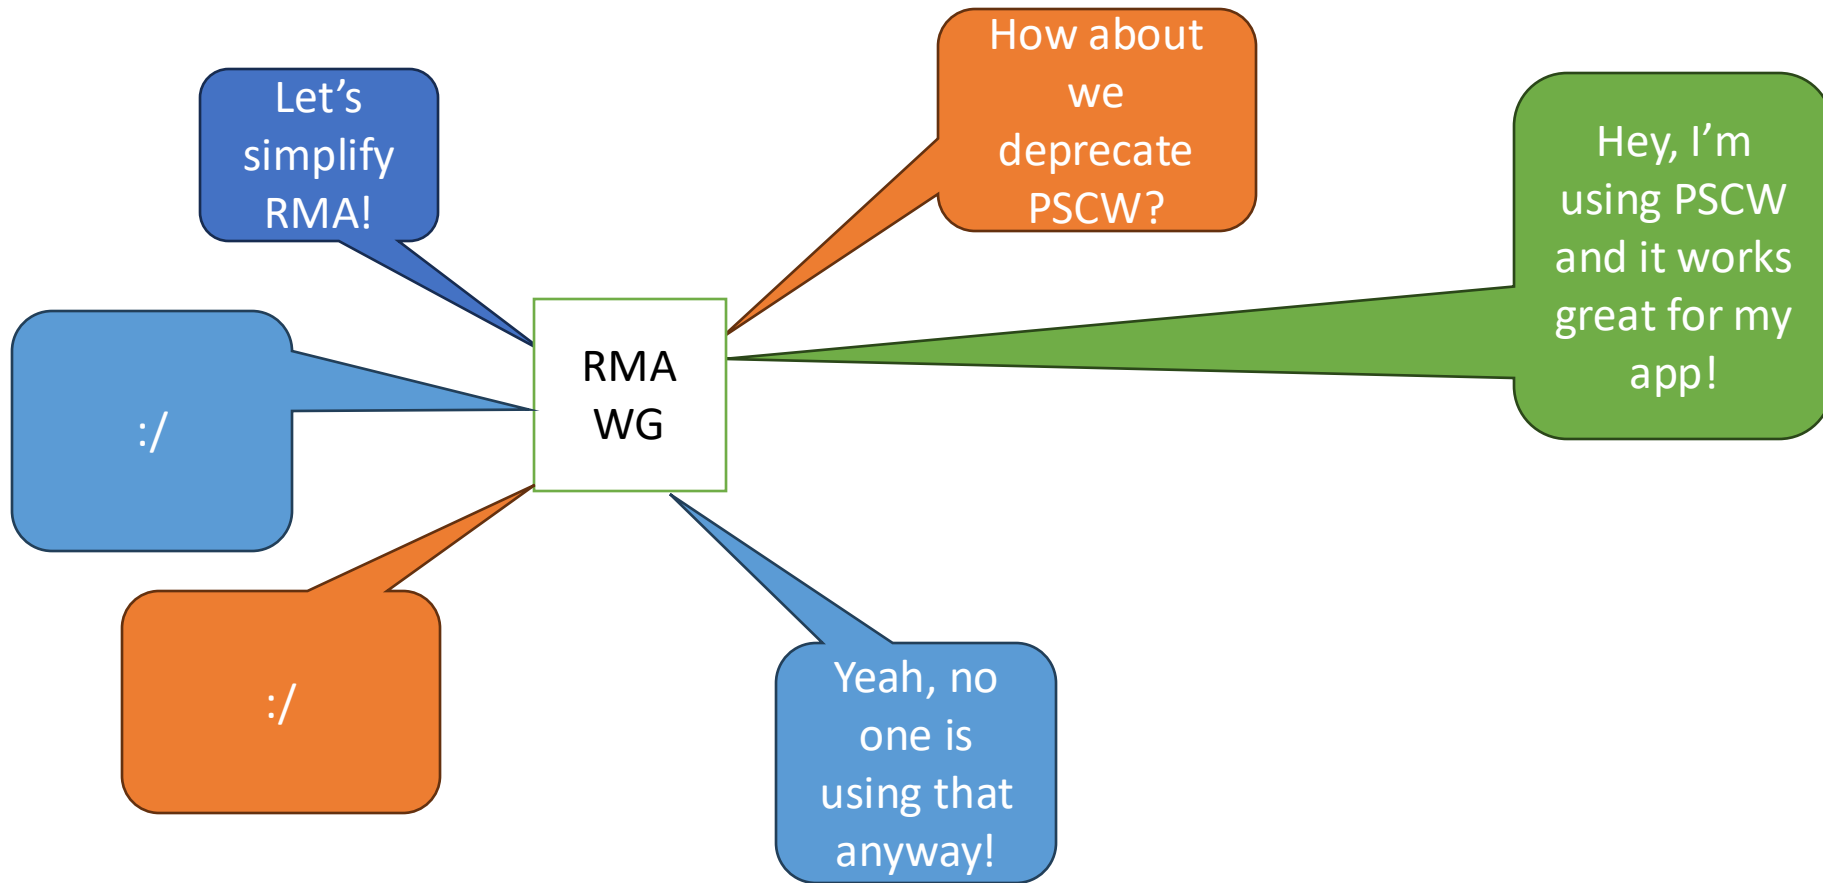 Let’s
simplify
RMA!
How about
we
deprecate
PSCW?
Hey, I’m
using PSCW
and it works
great for my
app!
RMA
WG
:/
:/
Yeah, no
one is
using that
anyway!